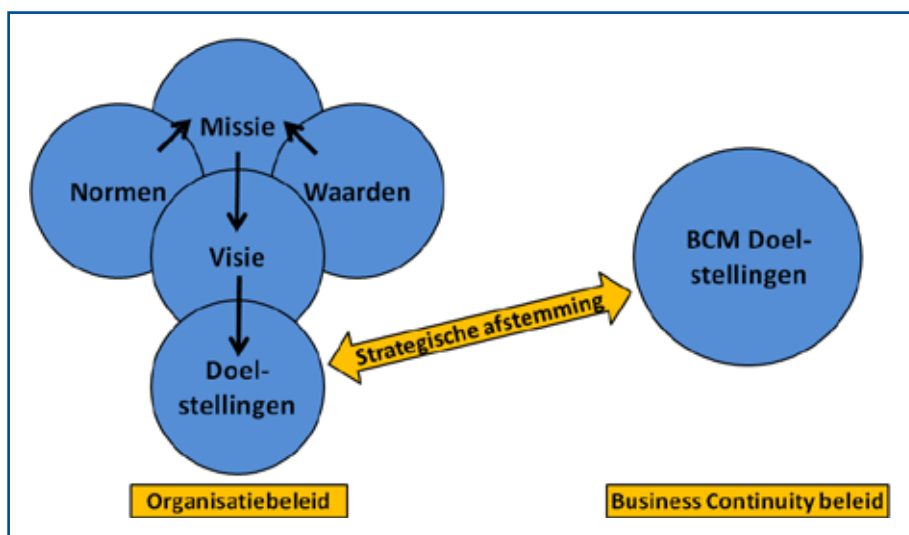 Missie
Normen
Waarden
Visie
BCM Doel-
stellingen
Strategische afstemming
Doel-
stellingen
Organisatiebeleid
Business Continuity beleid